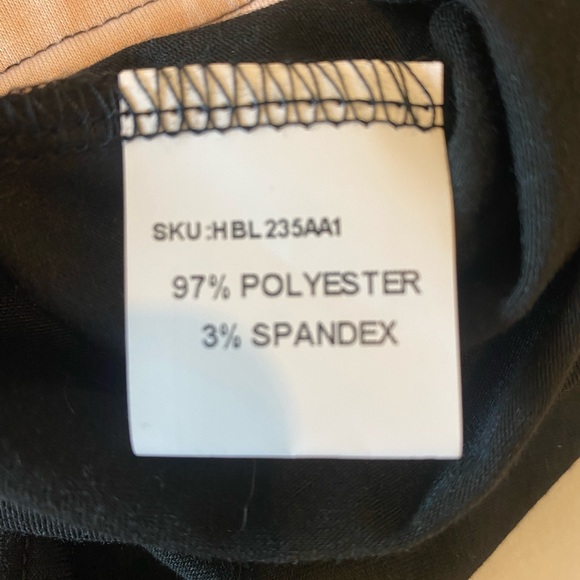 SKU:HBL235AA1
97% POLYESTER
3% SPANDEX